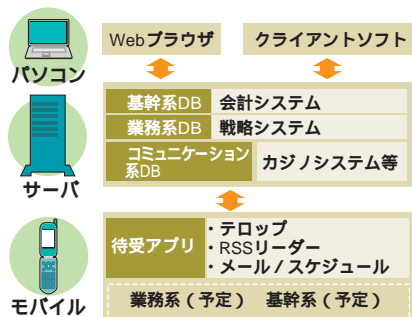 Webブラウザ クライアントソフト
パソコン
基幹系DB 会計システム
業務系DB 戦略システム
コミュニケーション
系DB カジノシステム等
サーバ
待受アプリ
・テロップ
・RSSリーダー
・メール/スケジュール
業務系(予定) 基幹系(予定)
モバイル